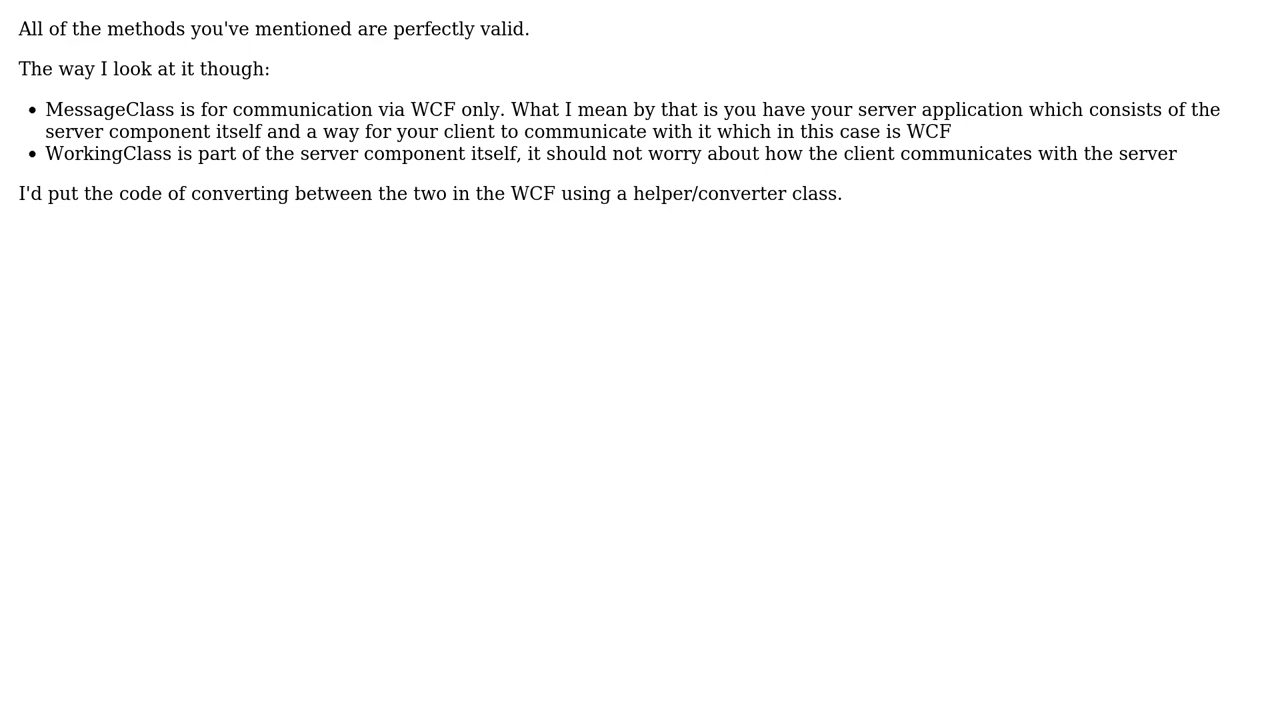 All of the methods you've mentioned are perfectly valid.
The way I look at it though:
• MessageClass is for communication via WCF only. What I mean by that is you have your server application which consists of the
server component itself and a way for your client to communicate with it which in this case is WCF
• WorkingClass is part of the server component itself, it should not worry about how the client communicates with the server
I'd put the code of converting between the two in the WCF using a helper/converter class.